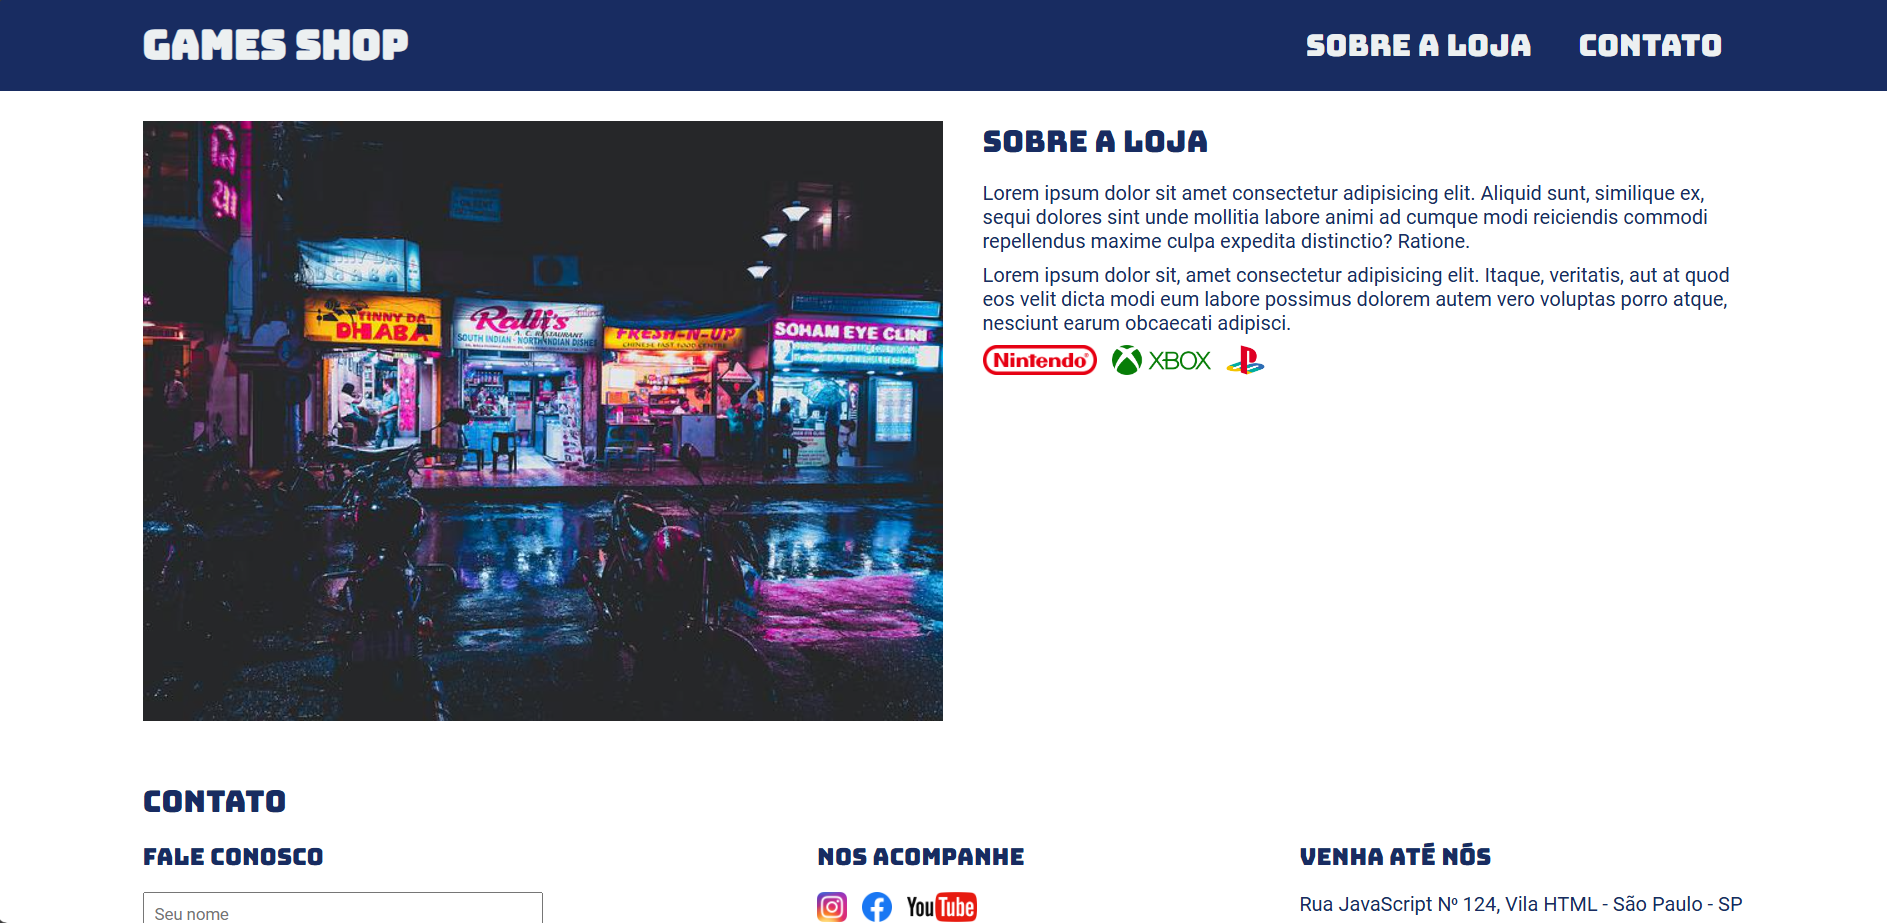 GAMES SHOP
SOBRE A LOJA
CONTATO
TINNY DA
DHABA
Ralli's
A. C. RESTAURANT
SOUTH INDIAN - NORTH INDIAN DISHES
FRESH-N-UP
CHINESE FAST FOOD CENTRE
SOHAM EYE CLINI
SOBRE A LOJA
Lorem ipsum dolor sit amet consectetur adipisicing elit. Aliquid sunt, similique ex,
sequi dolores sint unde mollitia labore animi ad cumque modi reiciendis commodi
repellendus maxime culpa expedita distinctio? Ratione.
Lorem ipsum dolor sit, amet consectetur adipisicing elit. Itaque, veritatis, aut at quod
eos velit dicta modi eum labore possimus dolorem autem vero voluptas porro atque,
nesciunt earum obcaecati adipisci.
Nintendo®
XBOX
CONTATO
FALE CONOSCO
Seu nome
NOS ACOMPANHE
YouTube
VENHA ATÉ NÓS
Rua JavaScript Nº 124, Vila HTML - São Paulo - SP